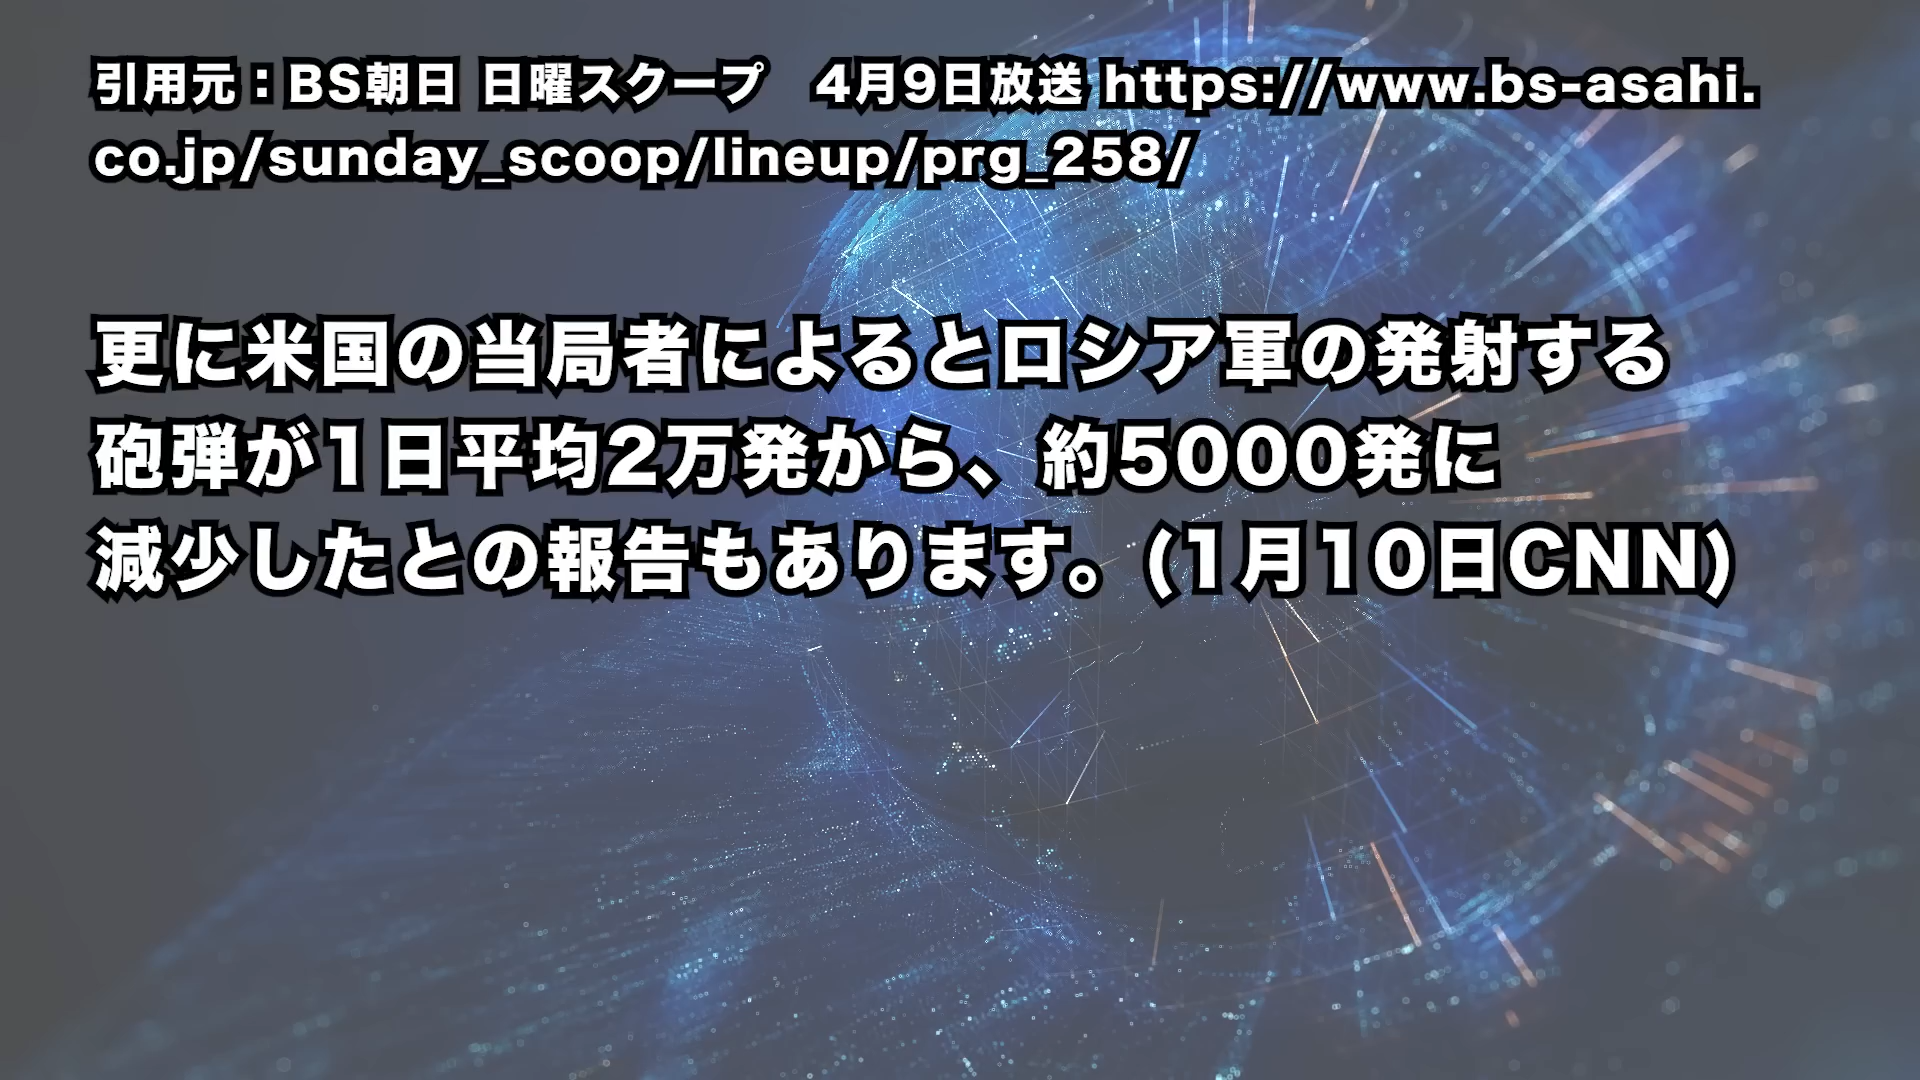 引用元：BS朝日 日曜スクープ　4月9日放送 https://www.bs-asahi.
co.jp/sunday_scoop/lineup/prg_258/
更に米国の当局者によるとロシア軍の発射する
砲弾が1日平均2万発から、約5000発に
減少したとの報告もあります。(1月10日CNN)